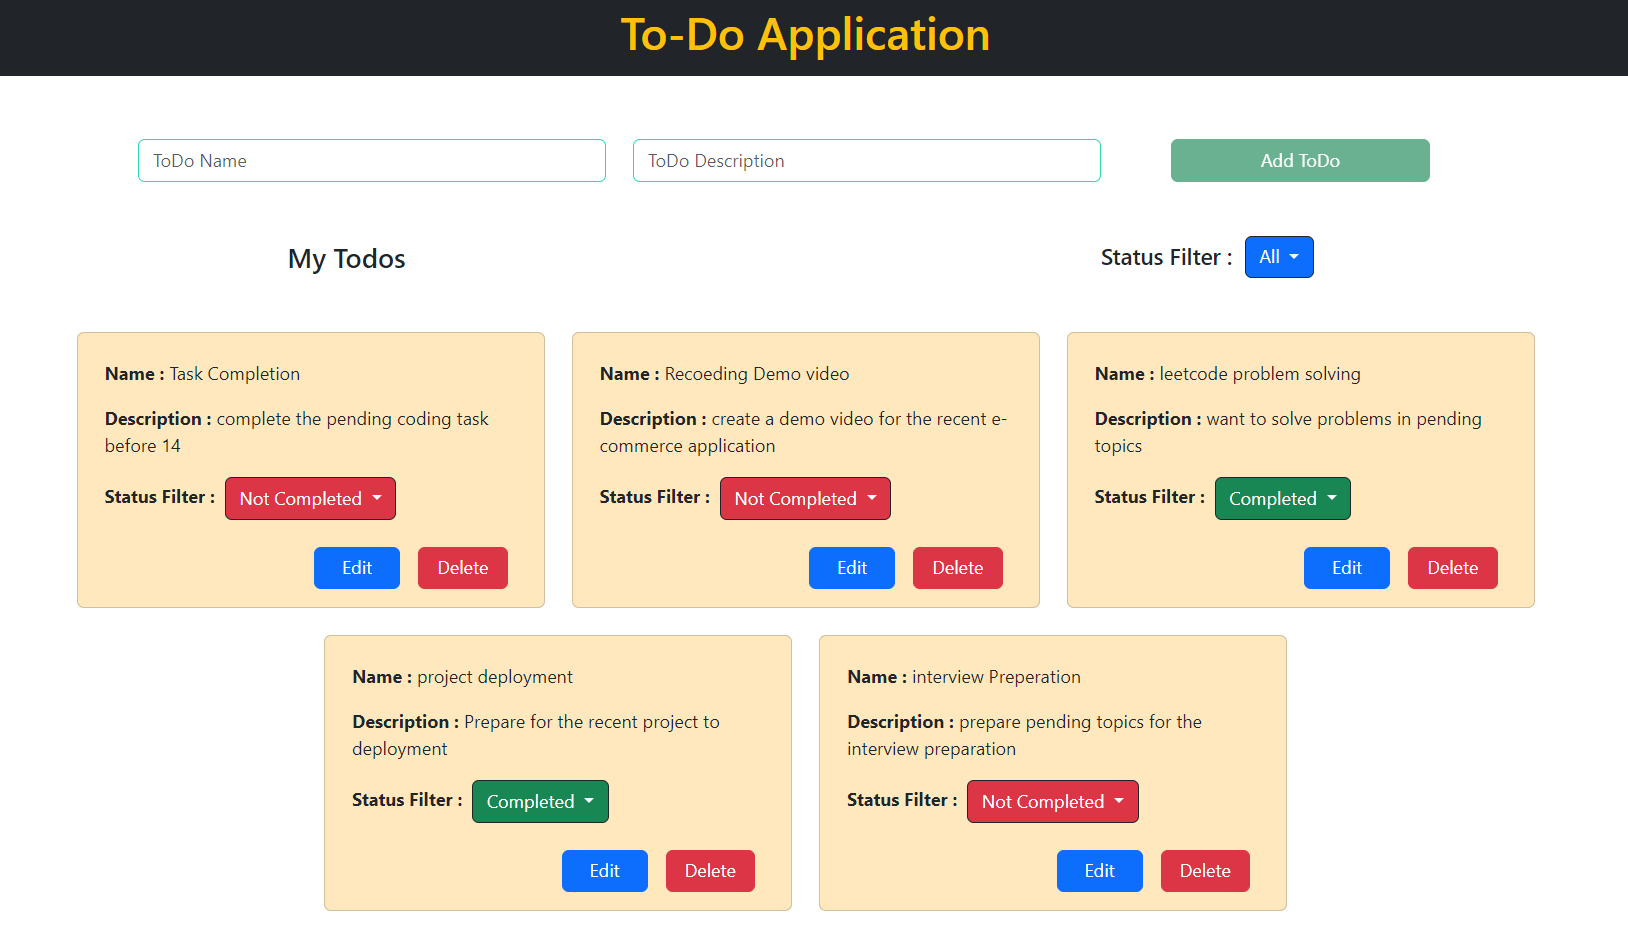 To-Do Application
ToDo Name
ToDo Description
Add ToDo
My Todos
Status Filter :
All
Name : Task Completion
Description : complete the pending coding task
before 14
Status Filter :
Not Completed
Edit
Delete
Name : Recoeding Demo video
Description : create a demo video for the recent e-
commerce application
Status Filter :
Not Completed
Edit
Delete
Name : leetcode problem solving
Description : want to solve problems in pending
topics
Status Filter :
Completed
Edit
Delete
Name : project deployment
Description : Prepare for the recent project to
deployment
Status Filter :
Completed
Edit
Delete
Name : interview Preperation
Description : prepare pending topics for the
interview preparation
Status Filter :
Not Completed
Edit
Delete